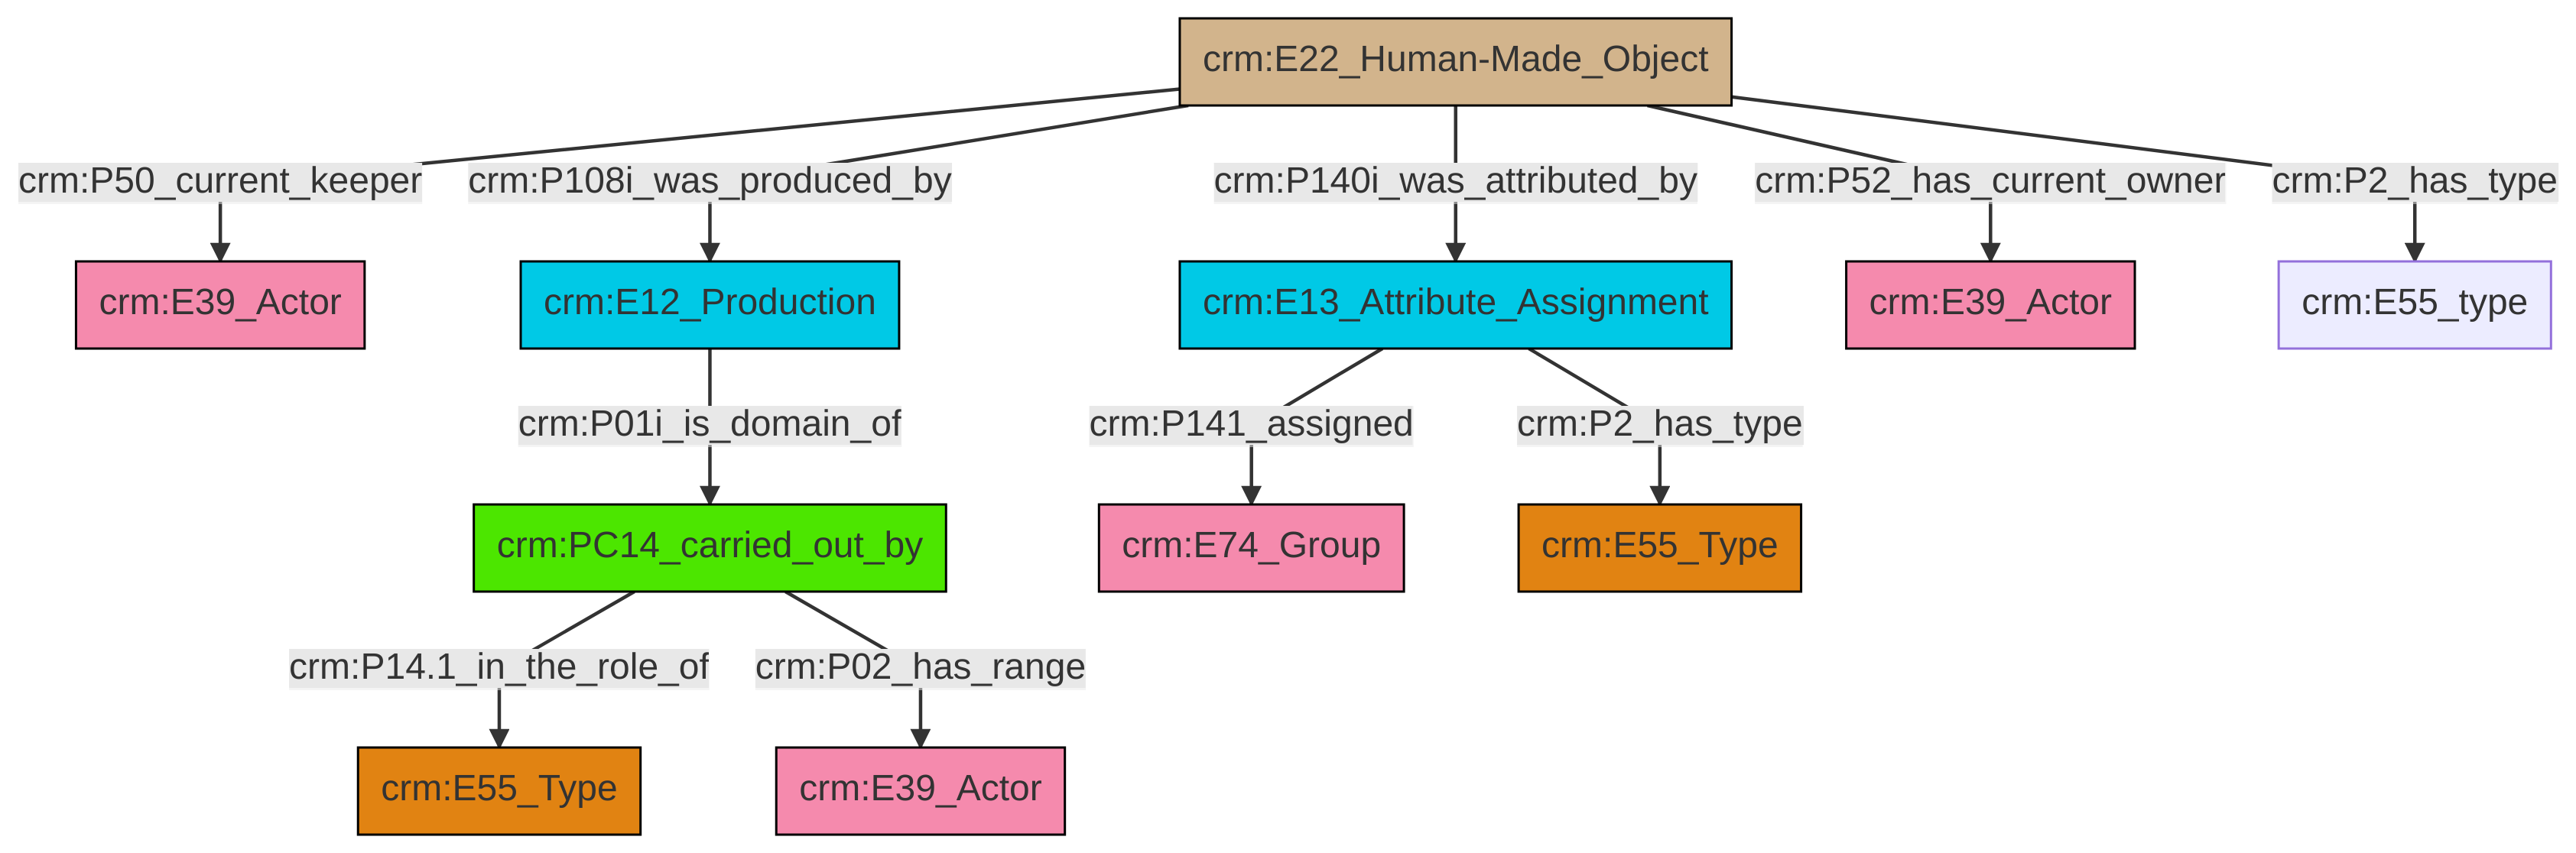 crm:E22_Human-Made_Object
crm:P50_current_keeper
crm:P108i_was_produced_by
crm:P140i_was_attributed_by
crm:P52_has_current_owner
crm:P2_has_type
crm:E39_Actor
crm:E12_Production
crm:E13_Attribute_Assignment
crm:E39_Actor
crm:E55_type
crm:P01i_is_domain_of
crm:P141_assigned
crm:P2_has_type
crm:PC14_carried_out_by
crm:E74_Group
crm:E55_Type
crm:P14.1_in_the_role_of
crm:P02_has_range
crm:E55_Type
crm:E39_Actor